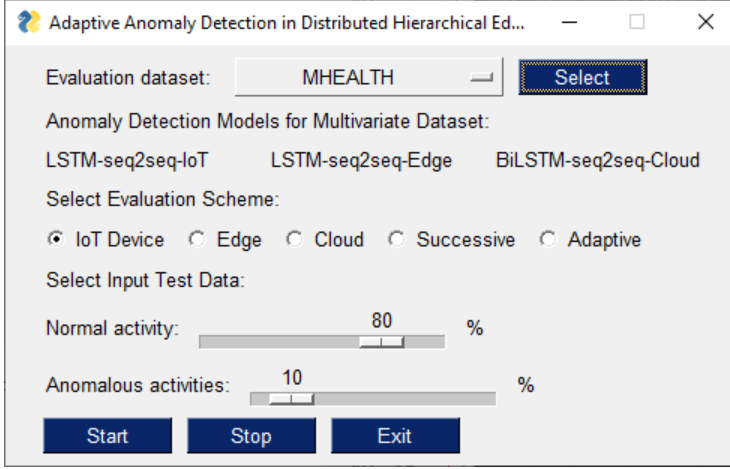 Adaptive Anomaly Detection in Distributed Hierarchical Ed...
Evaluation dataset: MHEALTH Select
Anomaly Detection Models for Multivariate Dataset:
LSTM-seq2seq-IoT LSTM-seq2seq-Edge BiLSTM-seq2seq-Cloud
Select Evaluation Scheme:
IoT Device Edge Cloud Successive Adaptive
Select Input Test Data:
80
Normal activity: %
10
Anomalous activities: %
Start Stop Exit